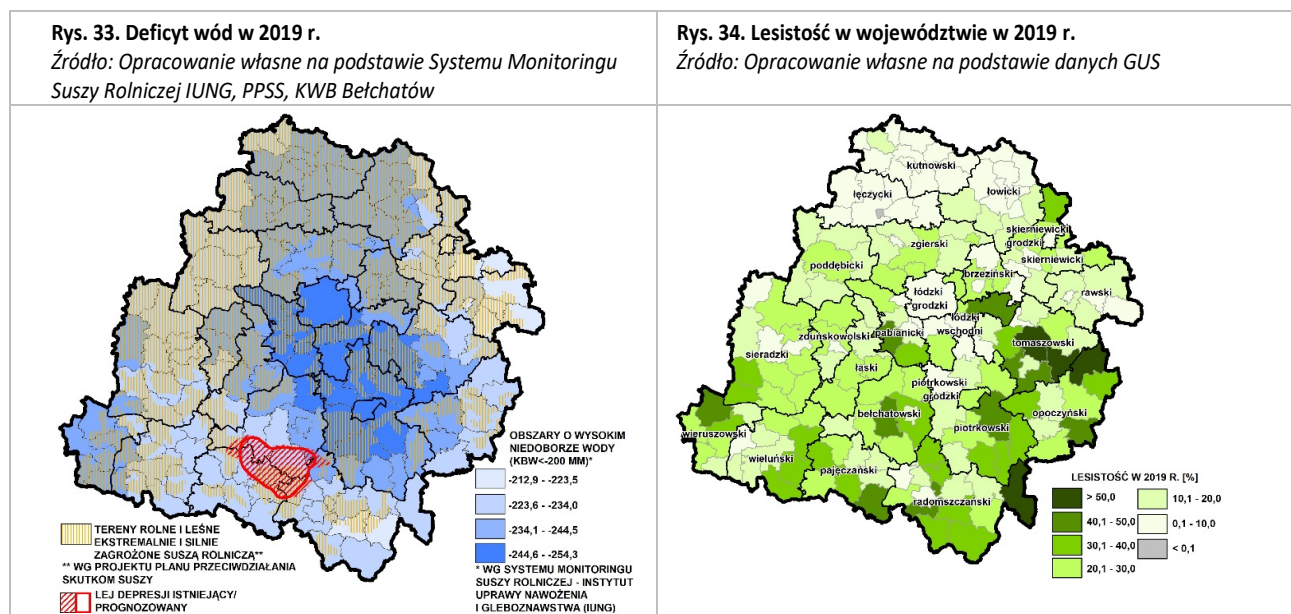 Rys. 33. Deficyt wód w 2019 r.
Źródło: Opracowanie własne na podstawie Systemu Monitoringu
Suszy Rolniczej IUNG, PPSS, KWB Bełchatów
TERENY ROLNE I LEŚNE
EKSTREMALNIE I SILNIE
ZAGROŻONE SUSZĄ ROLNICZĄ**
** WG PROJEKTU PLANU PRZECIWDZIAŁANIA
SKUTKOM SUSZY
LEJ DEPRESJI ISTNIEJĄCY/
PROGNOZOWANY
OBSZARY O WYSOKIM
NIEDOBORZE WODY
(KBW<-200 MM)*
-212,9 - -223,5
-223,6 - -234,0
-234,1 - -244,5
-244,6 - -254,3
* WG SYSTEMU MONITORINGU
SUSZY ROLNICZEJ - INSTYTUT
UPRAWY NAWOŻENIA
I GLEBOZNAWSTWA (IUNG)
Rys. 34. Lesistość w województwie w 2019 r.
Źródło: Opracowanie własne na podstawie danych GUS
kutnowski
łęczycki
łowicki
skierniewicki
grodzki
zgierski
skierniewicki
poddębicki
brzeziński
rawski
łódzki
grodzki
łódzki
wschodni
pabianicki
zduńskowolski
tomaszowski
sieradzki
łaski
piotrkowski
grodzki
bełchatowski
opoczyński
piotrkowski
wieruszowski
wieluński
pajęczański
radomszczański
LESISTOŚĆ W 2019 R. [%]
> 50,0
40,1 - 50,0
30,1 - 40,0
20,1 - 30,0
10,1 - 20,0
0,1 - 10,0
< 0,1